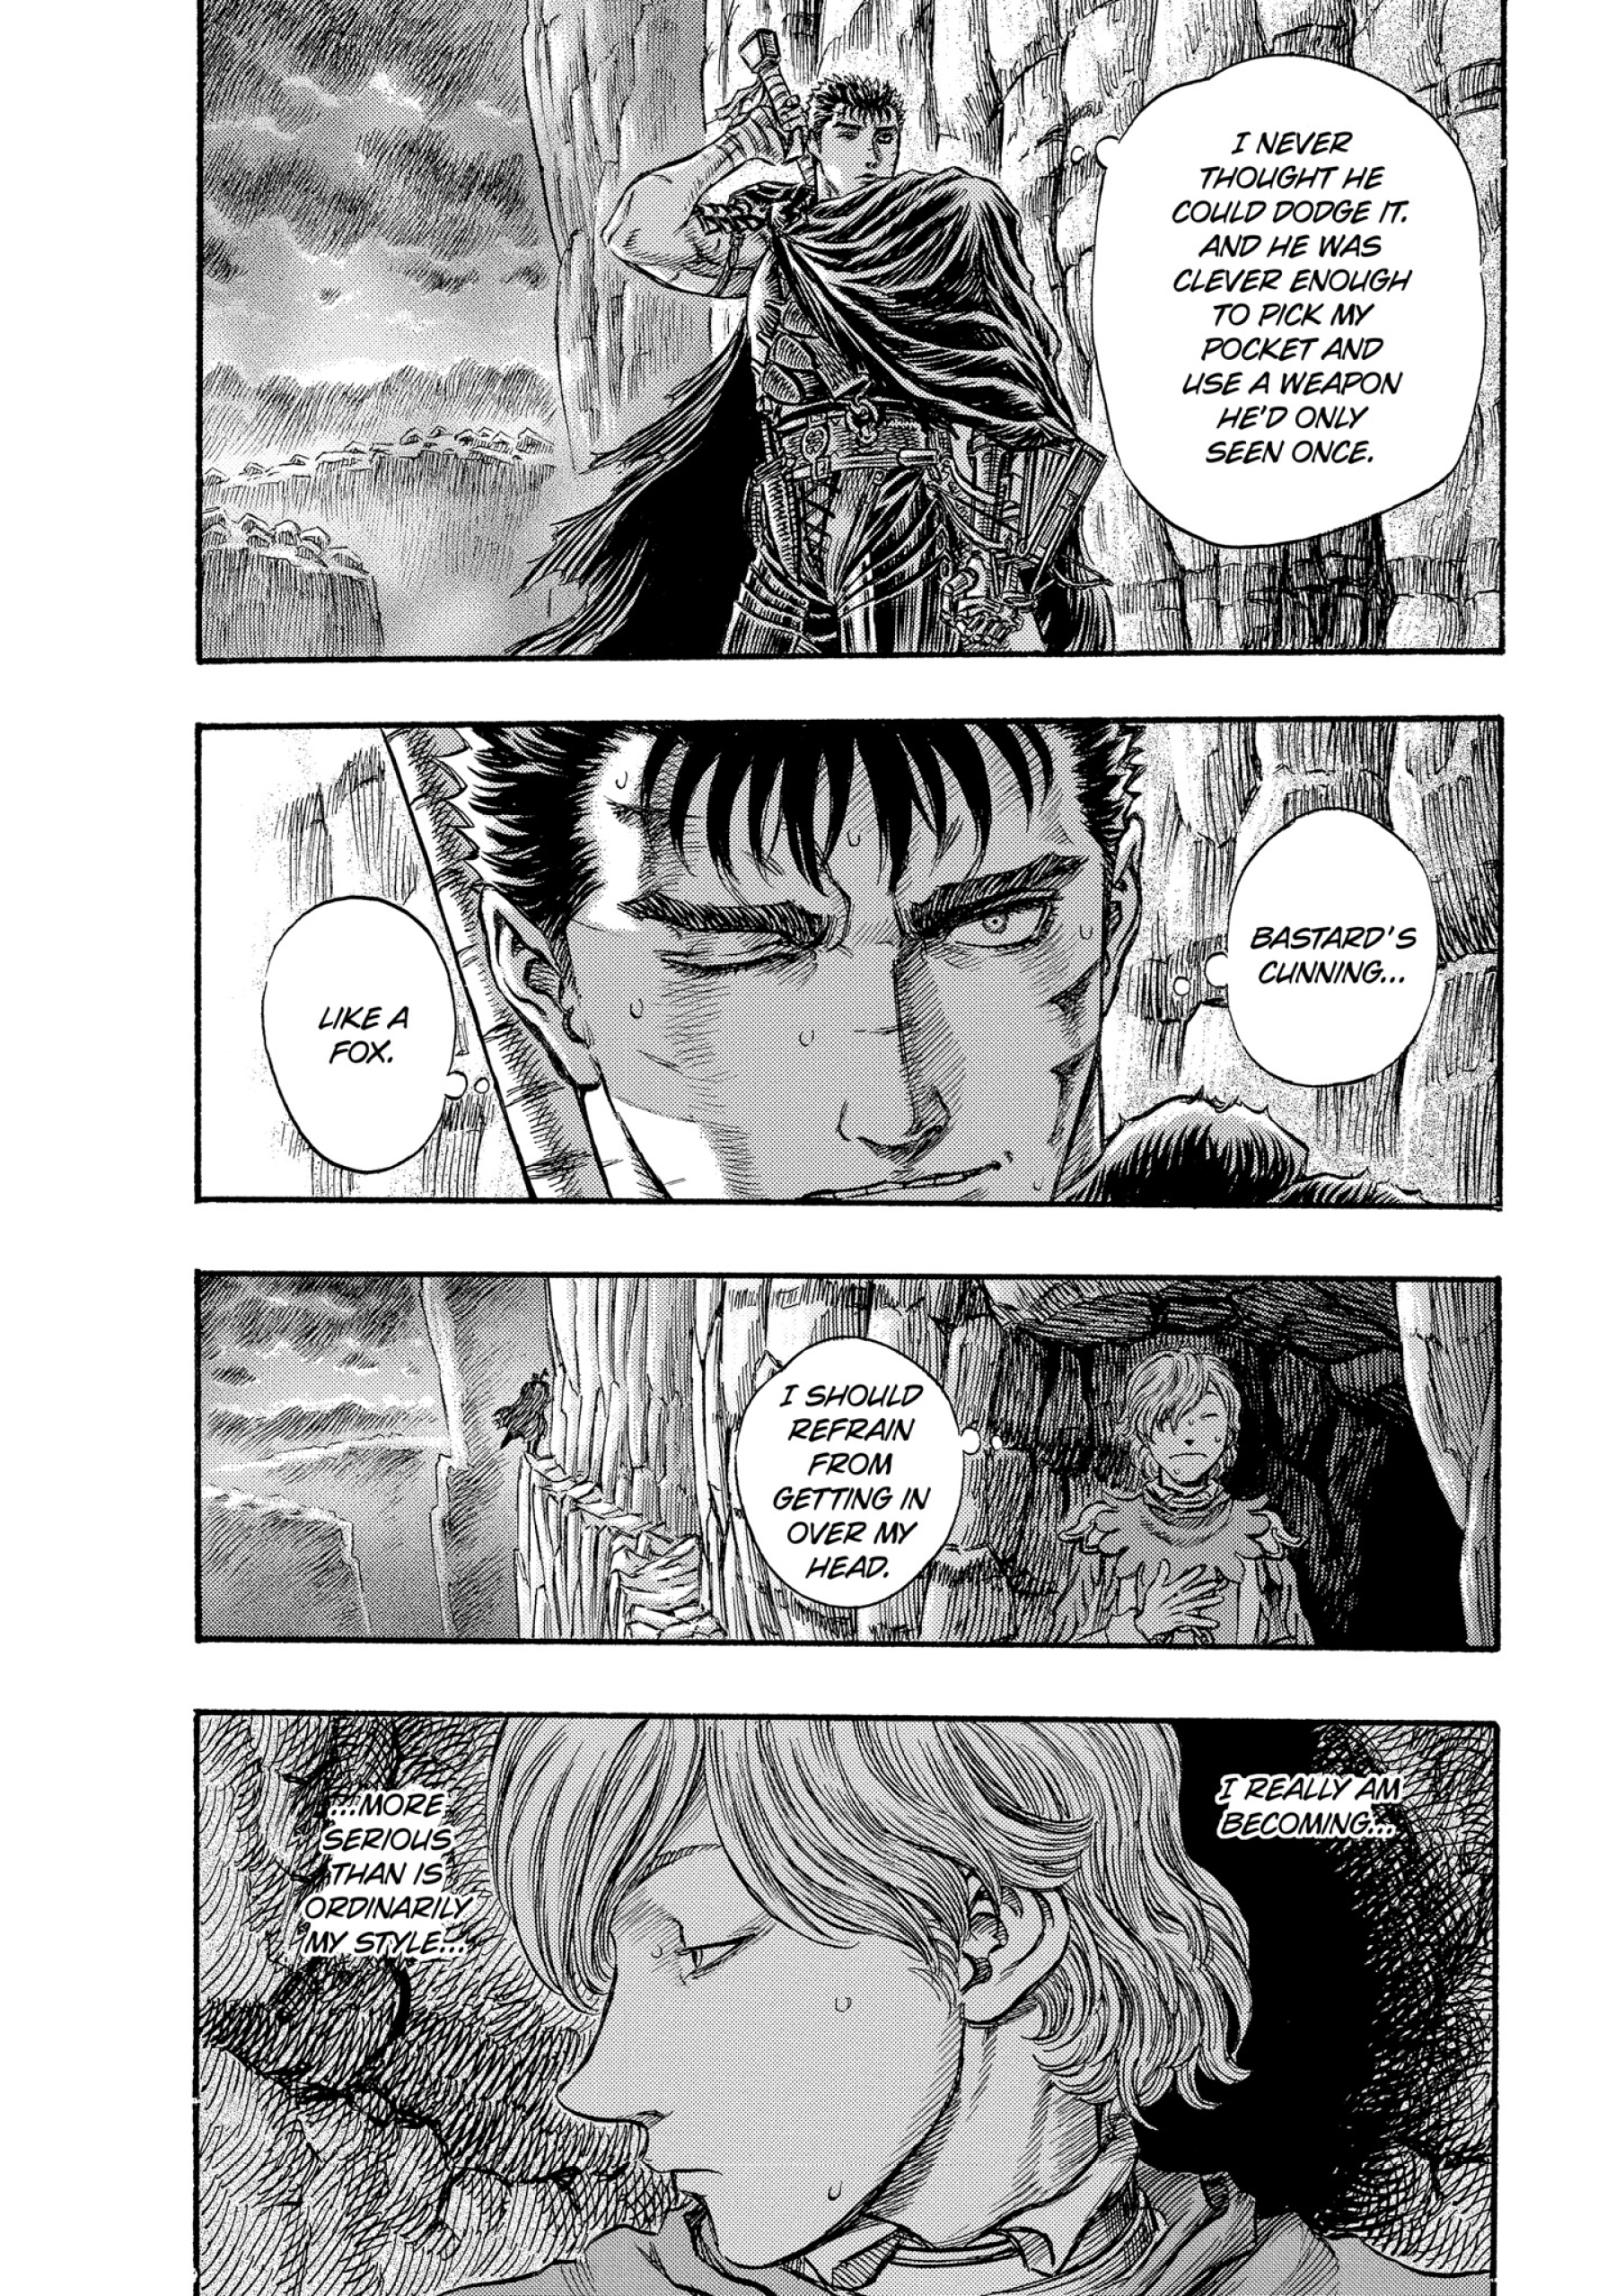 I NEVER
THOUGHT HE
COULD DODGE IT.
AND HE WAS
CLEVER ENOUGH
TO PICK MY
POCKET AND
USE A WEAPON
HE'D ONLY
SEEN ONCE.
BASTARD'S
CUNNING...
LIKE A
FOX.
I SHOULD
REFRAIN
FROM
GETTING IN
OVER MY
HEAD.
I REALLY AM
BECOMING...
...MORE
SERIOUS
THAN IS
ORDINARILY
MY STYLE...